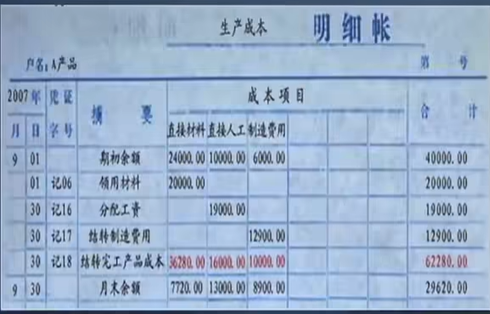 生产成本 明细帐
户名:A产品 第 号
2007年 凭证 摘 要 成本项目 合 计
月 日 字号 直接材料 直接人工 制造费用
9 01 期初余额 24000.00 10000.00 6000.00 40000.00
01 记06 领用材料 20000.00 20000.00
30 记16 分配工资 19000.00 19000.00
30 记17 结转制造费用 12900.00 12900.00
30 记18 结转完工产品成本 36280.00 16000.00 10000.00 62280.00
9 30 月末余额 7720.00 13000.00 8900.00 29620.00